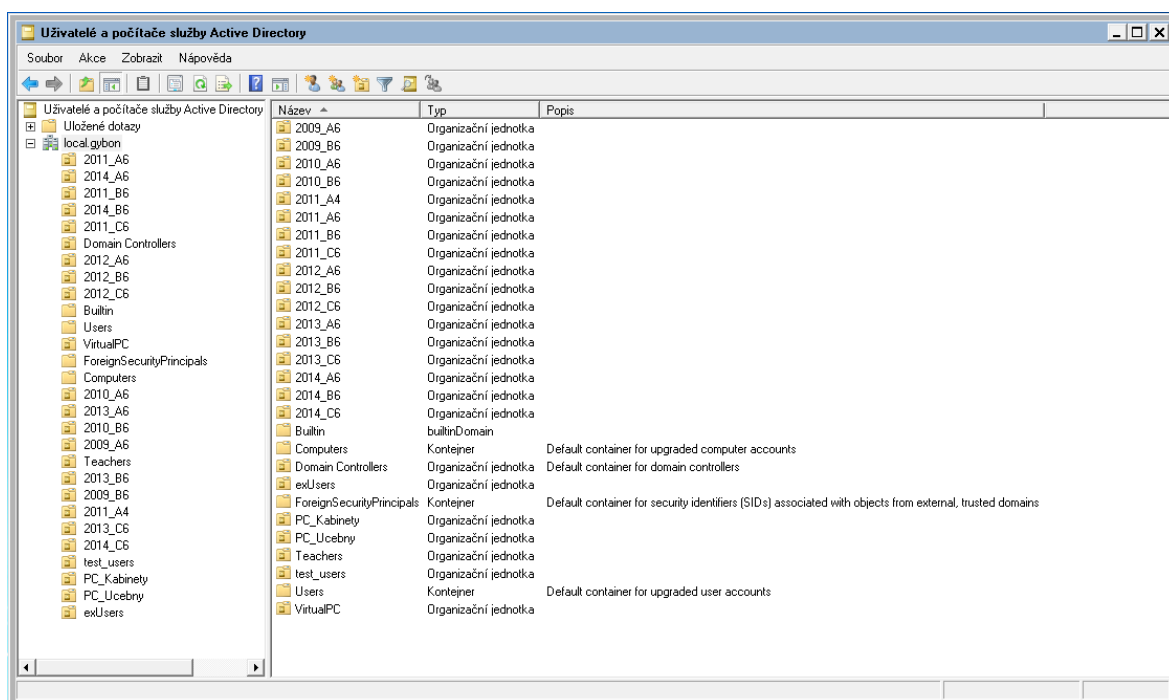 Uživatelé a počítače služby Active Directory
Soubor Akce Zobrazit Nápověda
Uživatelé a počítače služby Active Directory
Uložené dotazy
local.gybon
2011_A6
2014_A6
2011_B6
2014_B6
2011_C6
Domain Controllers
2012_A6
2012_B6
2012_C6
Builtin
Users
VirtualPC
ForeignSecurityPrincipals
Computers
2010_A6
2013_A6
2010_B6
2009_A6
Teachers
2013_B6
2009_B6
2011_A4
2013_C6
2014_C6
test_users
PC_Kabinety
PC_Ucebny
exUsers
Název Typ Popis
2009_A6 Organizační jednotka
2009_B6 Organizační jednotka
2010_A6 Organizační jednotka
2010_B6 Organizační jednotka
2011_A4 Organizační jednotka
2011_A6 Organizační jednotka
2011_B6 Organizační jednotka
2011_C6 Organizační jednotka
2012_A6 Organizační jednotka
2012_B6 Organizační jednotka
2012_C6 Organizační jednotka
2013_A6 Organizační jednotka
2013_B6 Organizační jednotka
2013_C6 Organizační jednotka
2014_A6 Organizační jednotka
2014_B6 Organizační jednotka
2014_C6 Organizační jednotka
Builtin builtinDomain
Computers Kontejner Default container for upgraded computer accounts
Domain Controllers Organizační jednotka Default container for domain controllers
exUsers Organizační jednotka
ForeignSecurityPrincipals Kontejner Default container for security identifiers (SIDs) associated with objects from external, trusted domains
PC_Kabinety Organizační jednotka
PC_Ucebny Organizační jednotka
Teachers Organizační jednotka
test_users Organizační jednotka
Users Kontejner Default container for upgraded user accounts
VirtualPC Organizační jednotka